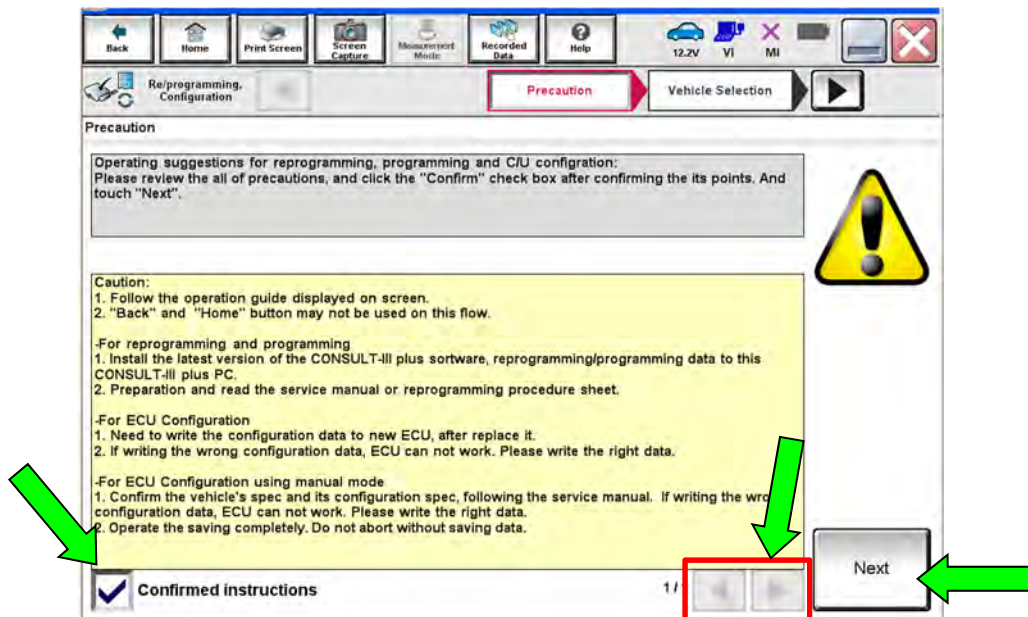 Back
Home
Print Screen
Screen
Capture
Measurement
Mode
Recorded
Data
Help
12.2V
VI
MI
Re/programming,
Configuration
Precaution
Vehicle Selection
Precaution
Operating suggestions for reprogramming, programming and C/U configration:
Please review the all of precautions, and click the "Confirm" check box after confirming the its points. And
touch "Next".
Caution:
1. Follow the operation guide displayed on screen.
2. "Back" and "Home" button may not be used on this flow.
-For reprogramming and programming
1. Install the latest version of the CONSULT-III plus sortware, reprogramming/programming data to this
CONSULT-III plus PC.
2. Preparation and read the service manual or reprogramming procedure sheet.
-For ECU Configuration
1. Need to write the configuration data to new ECU, after replace it.
2. If writing the wrong configuration data, ECU can not work. Please write the right data.
-For ECU Configuration using manual mode
1. Confirm the vehicle's spec and its configuration spec, following the service manual. If writing the
configuration data, ECU can not work. Please write the right data.
2. Operate the saving completely. Do not abort without saving data.
Confirmed instructions
1/
Next